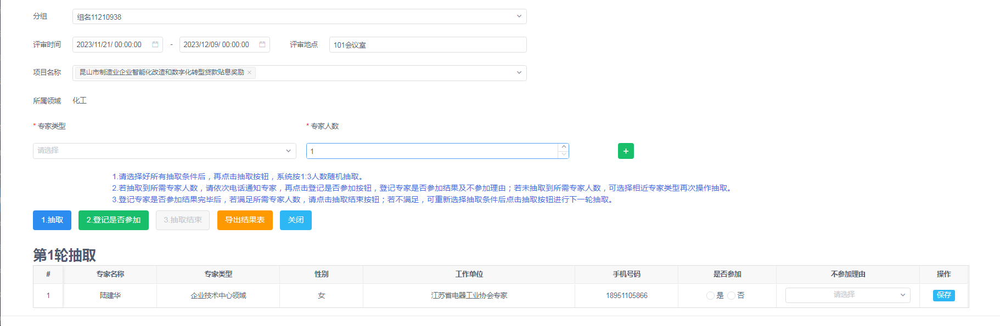 分组 组名11210938
评审时间 2023/11/21/ 00:00:00 - 2023/12/09/ 00:00:00 评审地点 101会议室
项目名称 昆山市制造业企业智能化改造和数字化转型贷款贴息奖励 ×
所属领域 化工
* 专家类型 * 专家人数
请选择 1 +
1.请选择好所有抽取条件后，再点击抽取按钮，系统按1:3人数随机抽取。
2.若抽取到所需专家人数，请依次电话通知专家，再点击登记是否参加按钮，登记专家是否参加结果及不参加理由；若未抽取到所需专家人数，可选择相近专家类型再次操作抽取。
3.登记专家是否参加结果完毕后，若满足所需专家人数，请点击抽取结束按钮；若不满足，可重新选择抽取条件后点击抽取按钮进行下一轮抽取。
1.抽取 2.登记是否参加 3.抽取结束 导出结果表 关闭
第1轮抽取
# 专家名称 专家类型 性别 工作单位 手机号码 是否参加 不参加理由 操作
1 陆建华 企业技术中心领域 女 江苏省电器工业协会专家 18951105866 是 否 请选择 保存